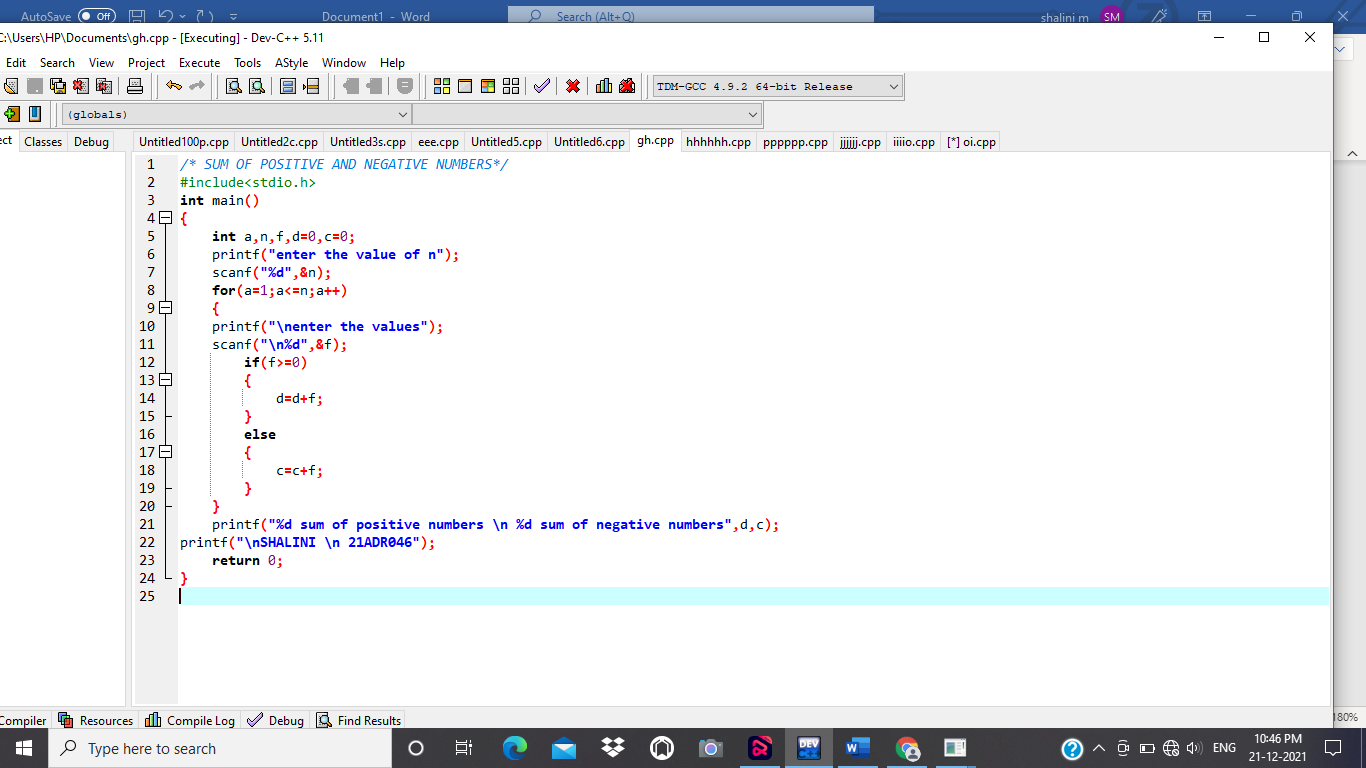 AutoSave Off Document1 - Word Search (Alt+Q) shalini m SM
C:\Users\HP\Documents\gh.cpp - [Executing] - Dev-C++ 5.11
Edit Search View Project Execute Tools AStyle Window Help
TDM-GCC 4.9.2 64-bit Release
(globals)
ect Classes Debug Untitled100p.cpp Untitled2c.cpp Untitled3s.cpp eee.cpp Untitled5.cpp Untitled6.cpp gh.cpp hhhhhh.cpp pppppp.cpp jjjjjj.cpp iiiio.cpp [*] oi.cpp
1 /* SUM OF POSITIVE AND NEGATIVE NUMBERS*/
2 #include<stdio.h>
3 int main()
4 {
5 int a,n,f,d=0,c=0;
6 printf("enter the value of n");
7 scanf("%d",&n);
8 for(a=1;a<=n;a++)
9 {
10 printf("\nenter the values");
11 scanf("\n%d",&f);
12 if(f>=0)
13 {
14 d=d+f;
15 }
16 else
17 {
18 c=c+f;
19 }
20 }
21 printf("%d sum of positive numbers \n %d sum of negative numbers",d,c);
22 printf("\nSHALINI \n 21ADR046");
23 return 0;
24 }
25
Compiler Resources Compile Log Debug Find Results
180%
Type here to search
DEV
ENG
10:46 PM
21-12-2021